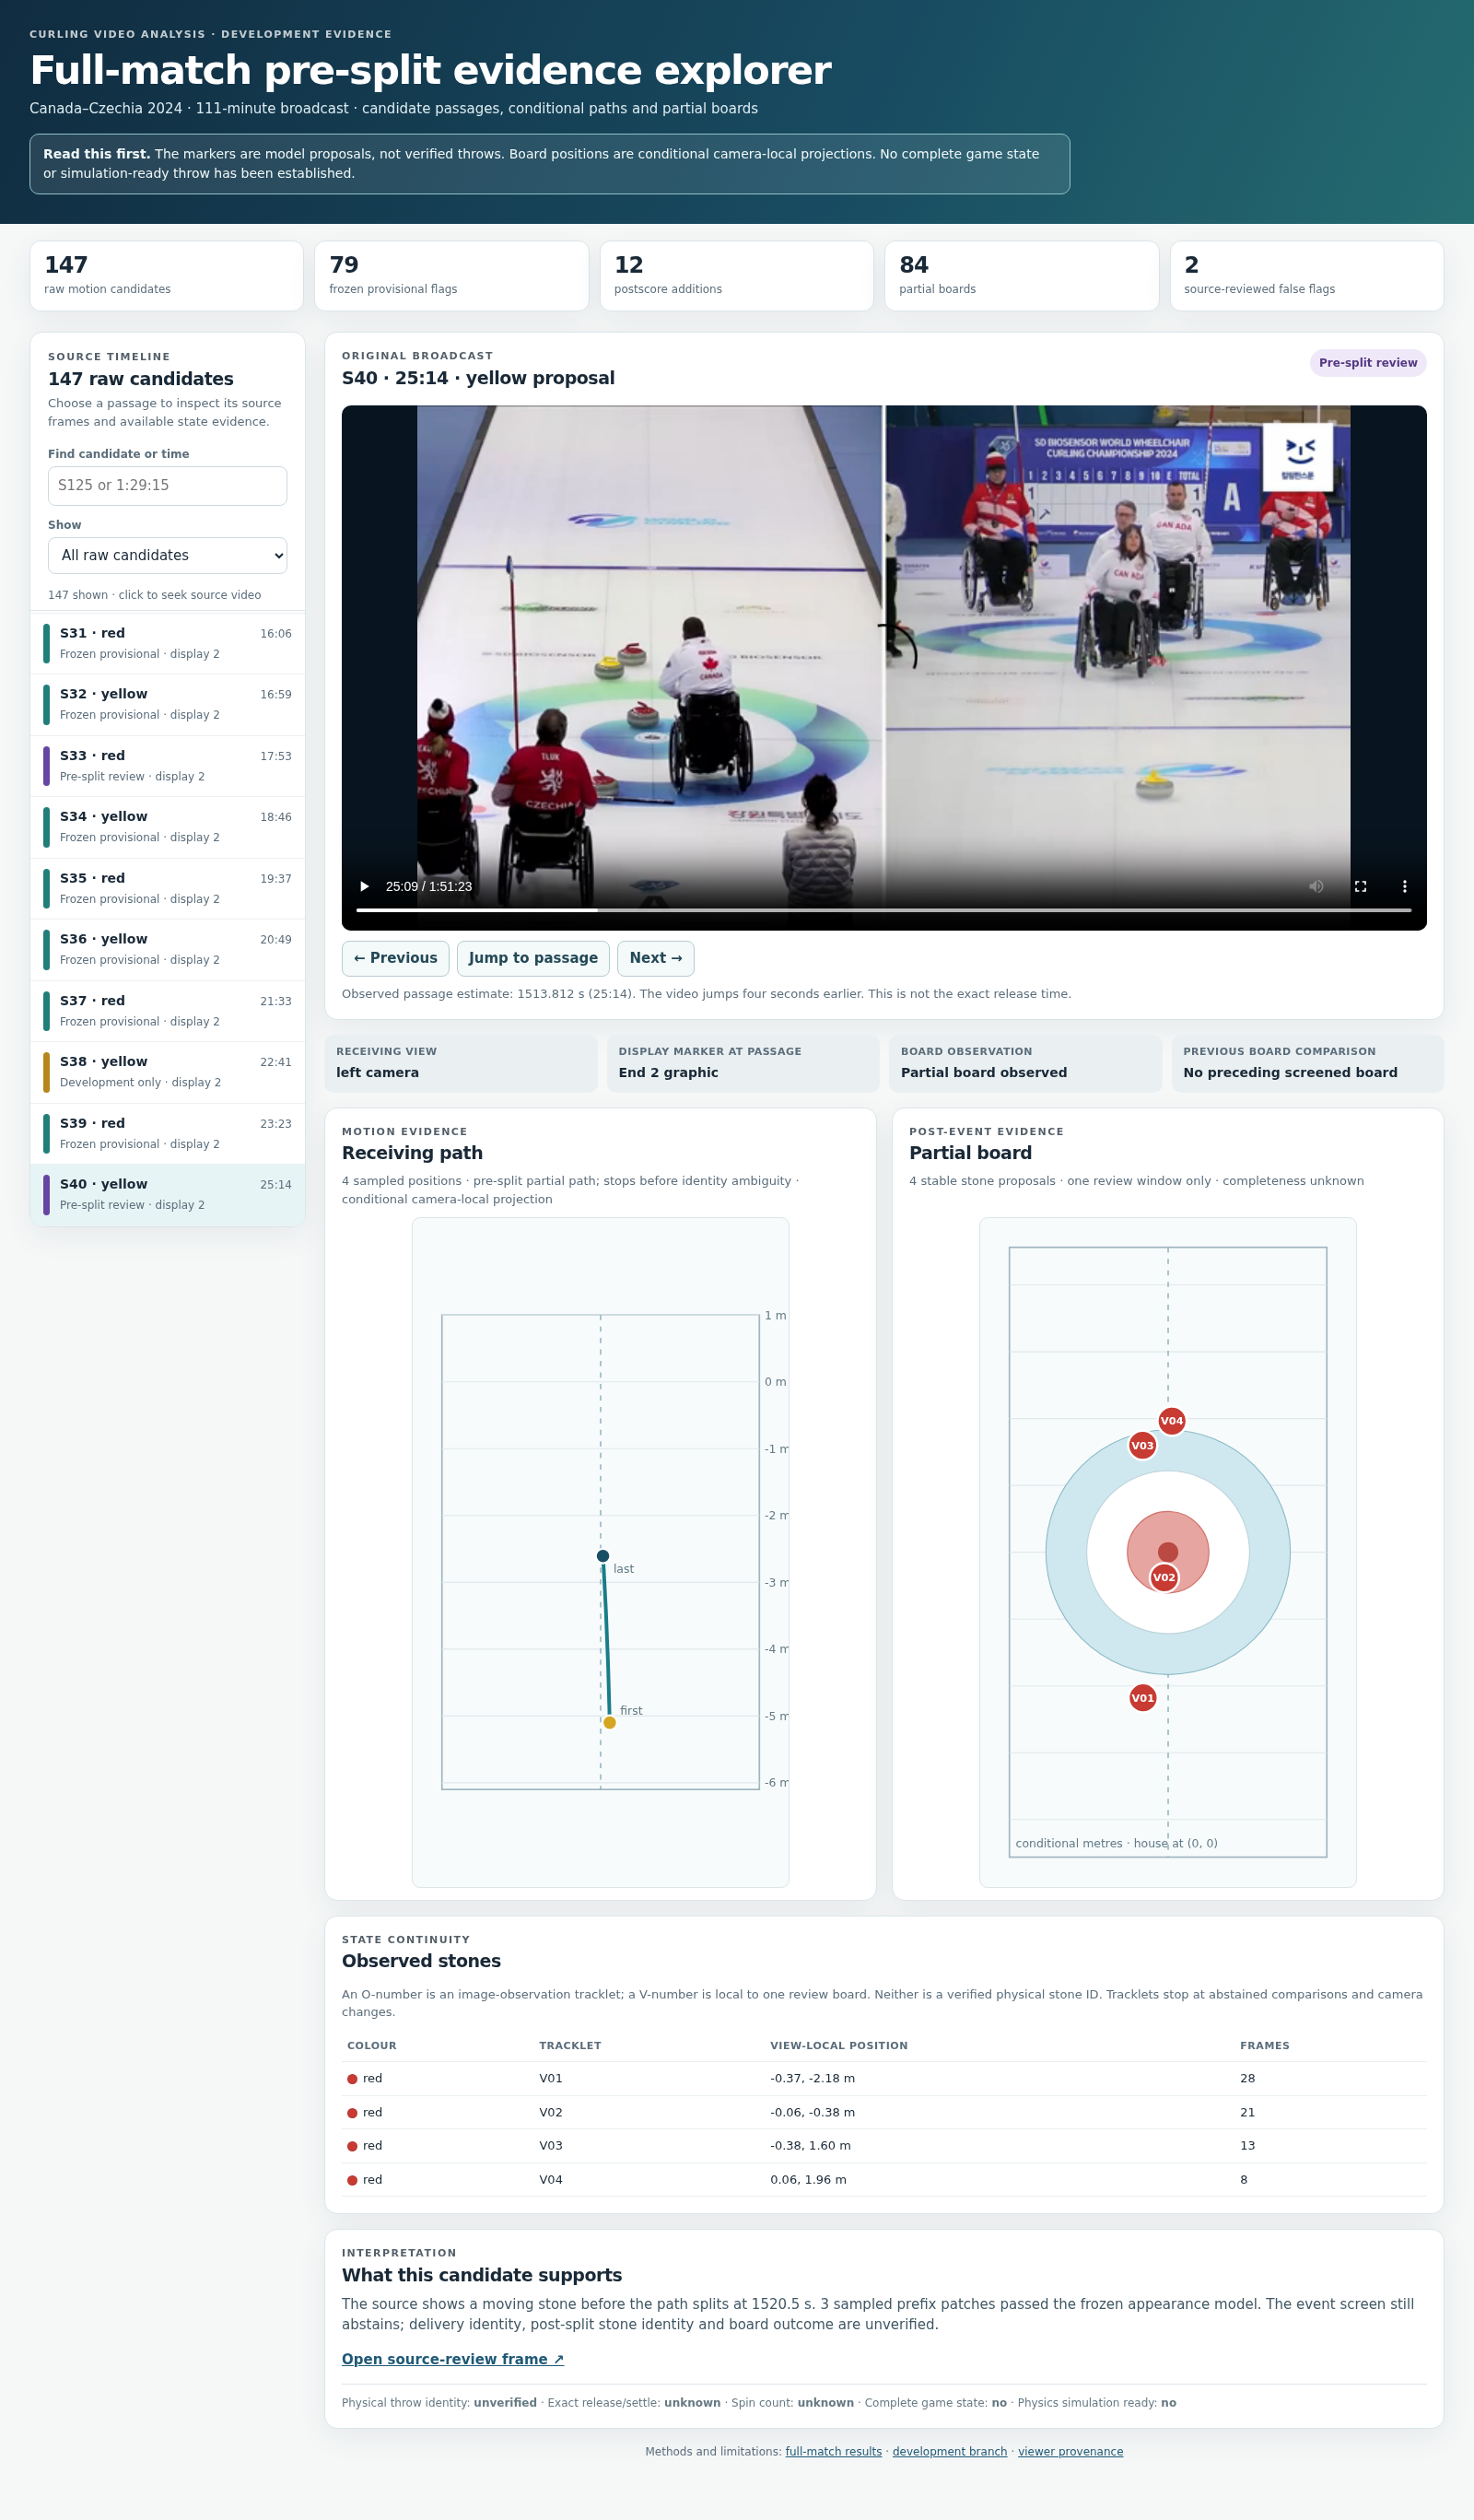 CURLING VIDEO ANALYSIS · DEVELOPMENT EVIDENCE
Full-match pre-split evidence explorer
Canada–Czechia 2024 · 111-minute broadcast · candidate passages, conditional paths and partial boards
Read this first. The markers are model proposals, not verified throws. Board positions are conditional camera-local projections. No complete game state
or simulation-ready throw has been established.
147
raw motion candidates
79
frozen provisional flags
12
postscore additions
84
partial boards
2
source-reviewed false flags
SOURCE TIMELINE
147 raw candidates
Choose a passage to inspect its source
frames and available state evidence.
Find candidate or time
S125 or 1:29:15
Show
All raw candidates
147 shown · click to seek source video
S31 · red 16:06
Frozen provisional · display 2
S32 · yellow 16:59
Frozen provisional · display 2
S33 · red 17:53
Pre-split review · display 2
S34 · yellow 18:46
Frozen provisional · display 2
S35 · red 19:37
Frozen provisional · display 2
S36 · yellow 20:49
Frozen provisional · display 2
S37 · red 21:33
Frozen provisional · display 2
S38 · yellow 22:41
Development only · display 2
S39 · red 23:23
Frozen provisional · display 2
S40 · yellow 25:14
Pre-split review · display 2
ORIGINAL BROADCAST
S40 · 25:14 · yellow proposal
Pre-split review
SD BIOSENSOR WORLD WHEELCHAIR
CURLING CHAMPIONSHIP 2024
1 2 3 4 5 6 7 8 9 10 E TOTAL
A
CANADA
CAN ADA
CANADA
TLUK
CZECHIA
25:09 / 1:51:23
← Previous
Jump to passage
Next →
Observed passage estimate: 1513.812 s (25:14). The video jumps four seconds earlier. This is not the exact release time.
RECEIVING VIEW
left camera
DISPLAY MARKER AT PASSAGE
End 2 graphic
BOARD OBSERVATION
Partial board observed
PREVIOUS BOARD COMPARISON
No preceding screened board
MOTION EVIDENCE
Receiving path
4 sampled positions · pre-split partial path; stops before identity ambiguity ·
conditional camera-local projection
1 m
0 m
-1 m
-2 m
last
-3 m
-4 m
first
-5 m
-6 m
POST-EVENT EVIDENCE
Partial board
4 stable stone proposals · one review window only · completeness unknown
V04
V03
V02
V01
conditional metres · house at (0, 0)
STATE CONTINUITY
Observed stones
An O-number is an image-observation tracklet; a V-number is local to one review board. Neither is a verified physical stone ID. Tracklets stop at abstained comparisons and camera
changes.
COLOUR TRACKLET VIEW-LOCAL POSITION FRAMES
red V01 -0.37, -2.18 m 28
red V02 -0.06, -0.38 m 21
red V03 -0.38, 1.60 m 13
red V04 0.06, 1.96 m 8
INTERPRETATION
What this candidate supports
The source shows a moving stone before the path splits at 1520.5 s. 3 sampled prefix patches passed the frozen appearance model. The event screen still
abstains; delivery identity, post-split stone identity and board outcome are unverified.
Open source-review frame ↗
Physical throw identity: unverified · Exact release/settle: unknown · Spin count: unknown · Complete game state: no · Physics simulation ready: no
Methods and limitations: full-match results · development branch · viewer provenance